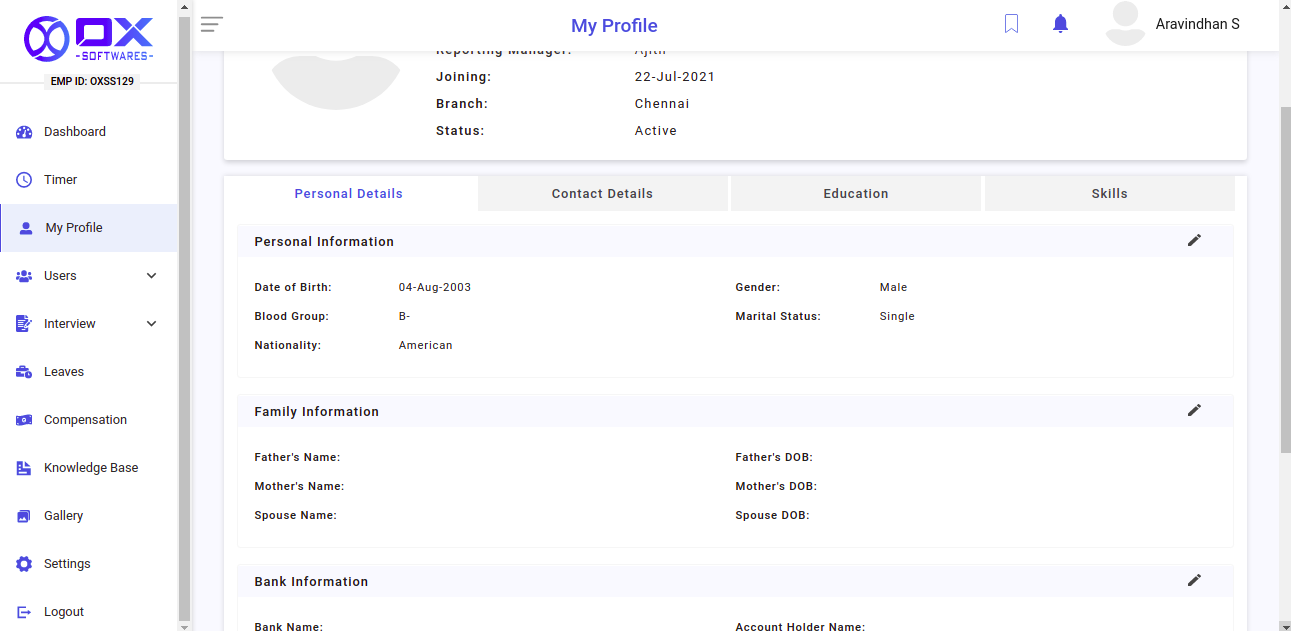 OX
-SOFTWARES-
EMP ID: OXSS129
Dashboard
Timer
My Profile
Users
Interview
Leaves
Compensation
Knowledge Base
Gallery
Settings
Logout
My Profile
Aravindhan S
Reporting Manager: Ajith
Joining: 22-Jul-2021
Branch: Chennai
Status: Active
Personal Details Contact Details Education Skills
Personal Information
Date of Birth: 04-Aug-2003 Gender: Male
Blood Group: B- Marital Status: Single
Nationality: American
Family Information
Father's Name: Father's DOB:
Mother's Name: Mother's DOB:
Spouse Name: Spouse DOB:
Bank Information
Bank Name: Account Holder Name: